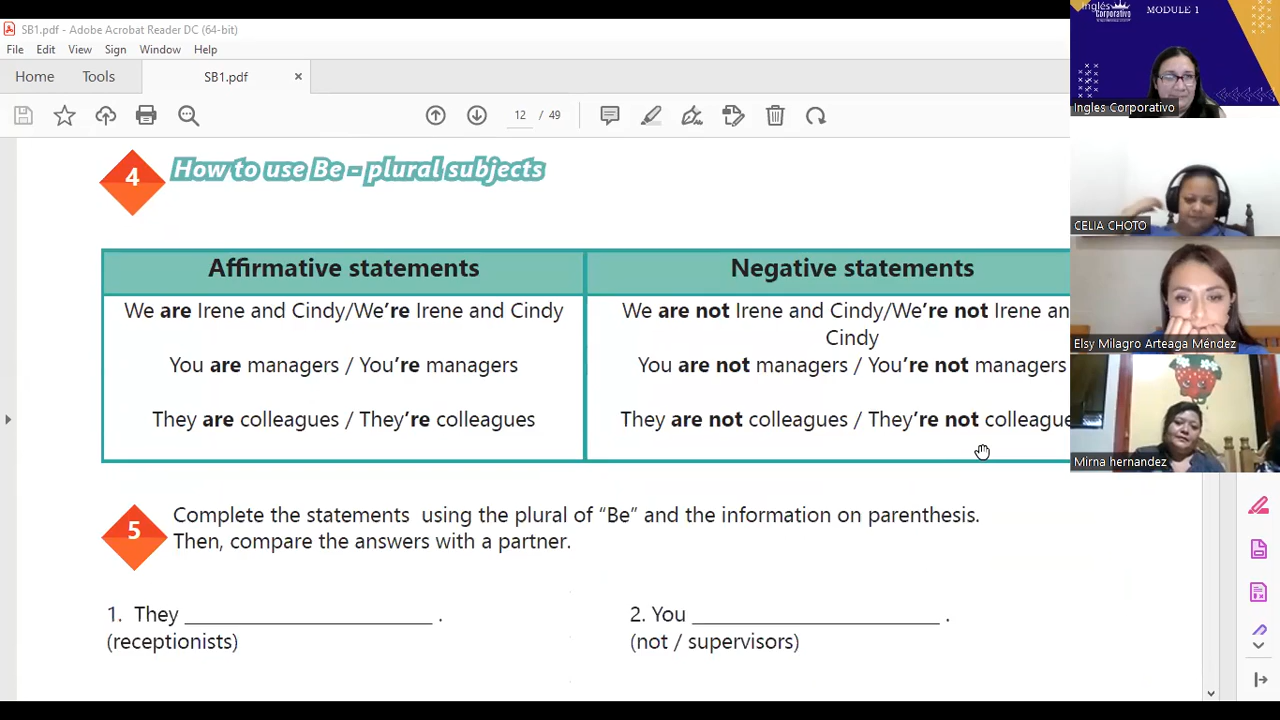 SB1.pdf - Adobe Acrobat Reader DC (64-bit)
File Edit View Sign Window Help
Home Tools SB1.pdf ×
12 / 49
4 How to use Be - plural subjects
Affirmative statements Negative statements
We are Irene and Cindy/We're Irene and Cindy We are not Irene and Cindy/We're not Irene an
Cindy
You are managers / You're managers You are not managers / You're not managers
They are colleagues / They're colleagues They are not colleagues / They're not colleague
5 Complete the statements using the plural of "Be" and the information on parenthesis.
Then, compare the answers with a partner.
1. They ______________________ . 2. You ______________________ .
(receptionists) (not / supervisors)
Inglés
Corporativo
MODULE 1
Ingles Corporativo
CELIA CHOTO
Elsy Milagro Arteaga Méndez
Mirna hernandez